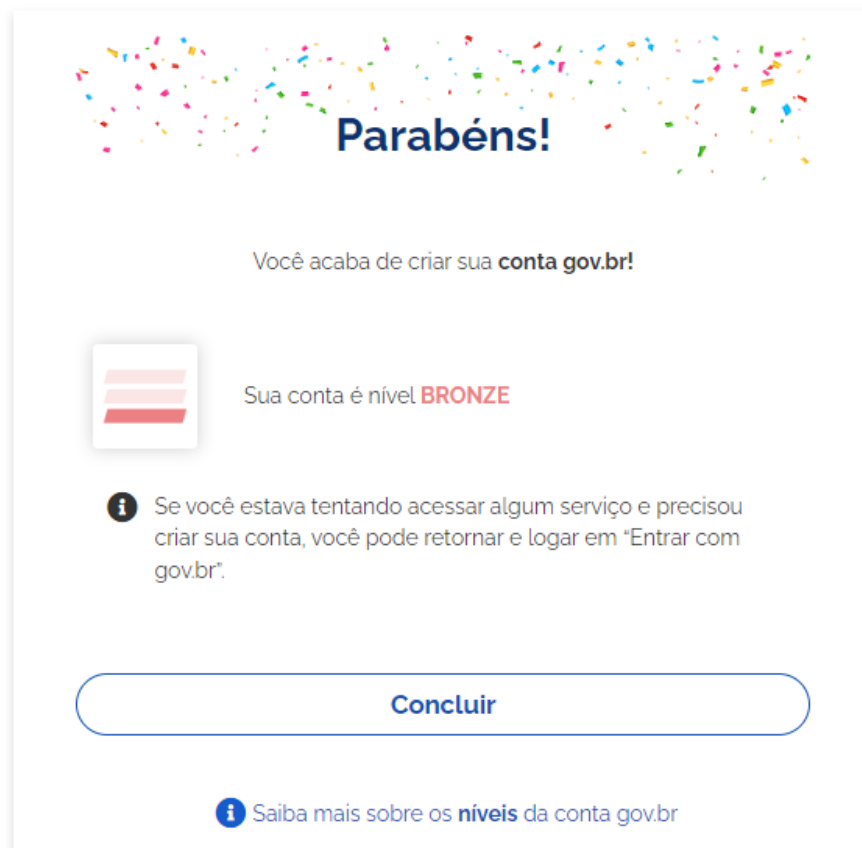 Parabéns!
Você acaba de criar sua conta gov.br!
Sua conta é nível BRONZE
Se você estava tentando acessar algum serviço e precisou
criar sua conta, você pode retornar e logar em “Entrar com
gov.br”.
Concluir
Saiba mais sobre os níveis da conta gov.br